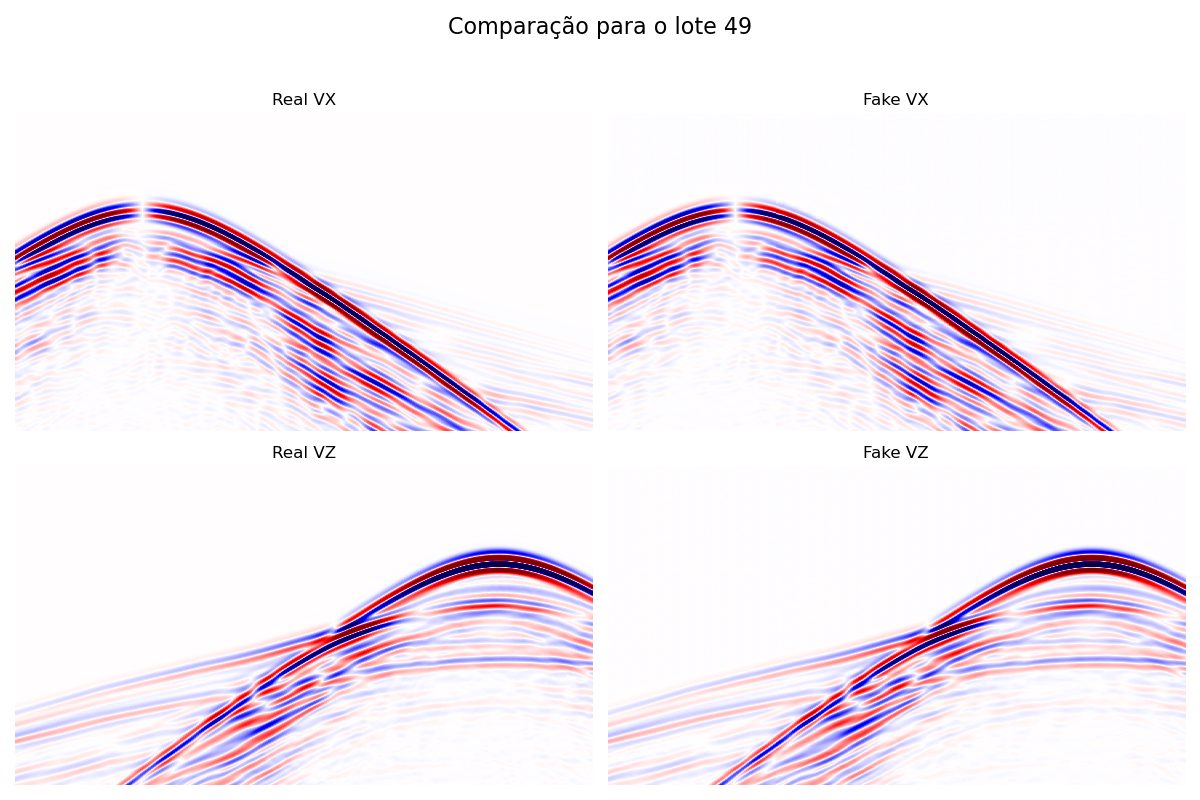 Comparação para o lote 49
Real VX
Fake VX
Real VZ
Fake VZ